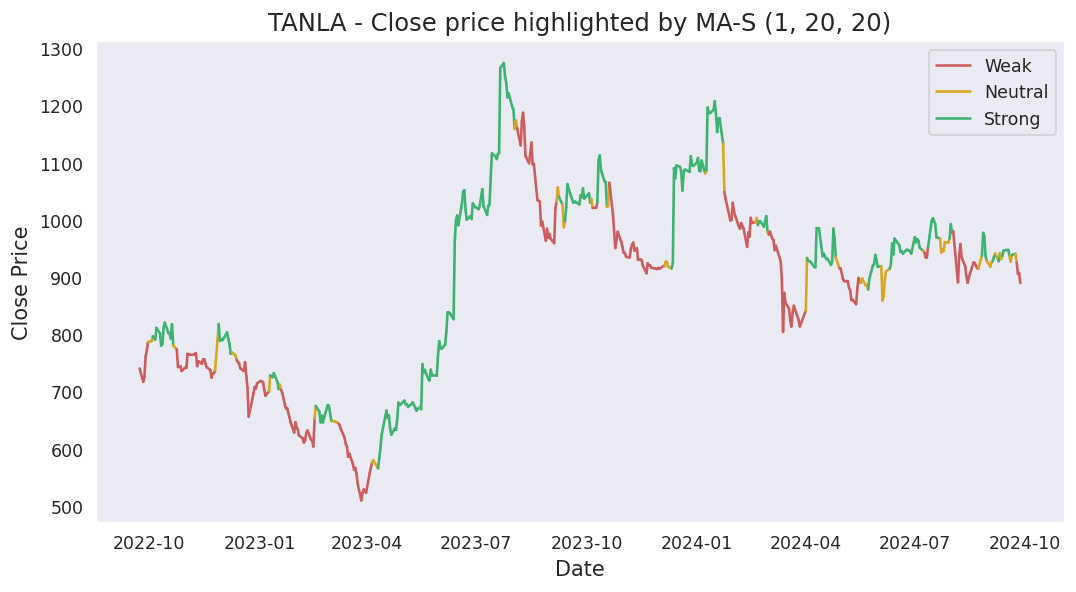 TANLA - Close price highlighted by MA-S (1, 20, 20)
Weak
Neutral
Strong
Close Price
1300
1200
1100
1000
900
800
700
600
500
2022-10 2023-01 2023-04 2023-07 2023-10 2024-01 2024-04 2024-07 2024-10
Date